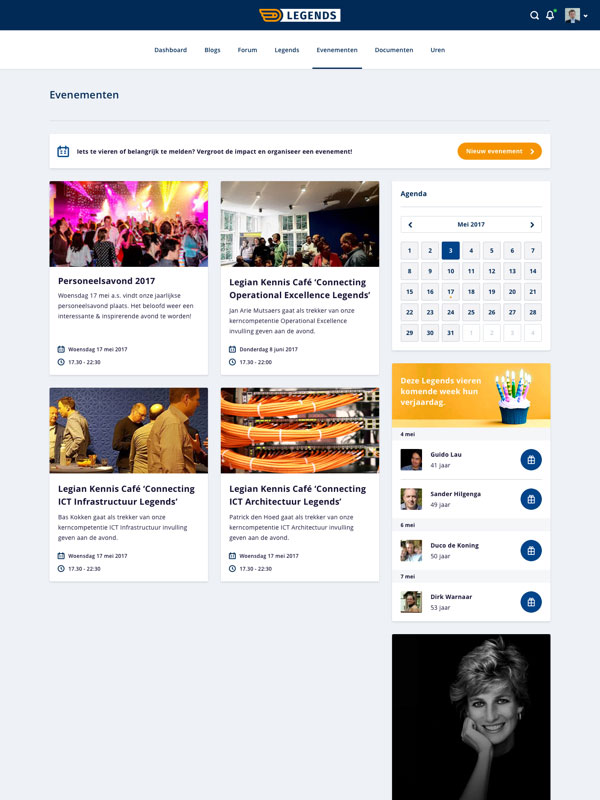 LEGENDS
Dashboard Blogs Forum Legends Evenementen Documenten Uren
Evenementen
Iets te vieren of belangrijk te melden? Vergroot de impact en organiseer een evenement!
Nieuw evenement
Personeelsavond 2017
Woensdag 17 mei a.s. vindt onze jaarlijkse
personeelsavond plaats. Het belooft weer een
interessante & inspirerende avond te worden!
Woensdag 17 mei 2017
17.30 - 22:30
Legian Kennis Café ‘Connecting
Operational Excellence Legends’
Jan Arie Mutsaers gaat als trekker van onze
kerncompetentie Operational Excellence
invulling geven aan de avond.
Donderdag 8 juni 2017
17.30 - 22:00
Legian Kennis Café ‘Connecting
ICT Infrastructuur Legends’
Bas Kokken gaat als trekker van onze
kerncompetentie ICT Infrastructuur invulling
geven aan de avond.
Woensdag 17 mei 2017
17.30 - 22:30
Legian Kennis Café ‘Connecting
ICT Architectuur Legends’
Patrick den Hoed gaat als trekker van onze
kerncompetentie ICT Architectuur invulling
geven aan de avond.
Woensdag 17 mei 2017
17.30 - 22:30
Agenda
Mei 2017
1 2 3 4 5 6 7
8 9 10 11 12 13 14
15 16 17 18 19 20 21
22 23 24 25 26 27 28
29 30 31 1 2 3 4
Deze Legends vieren
komende week hun
verjaardag.
4 mei
Guido Lau
41 jaar
Sander Hilgenga
49 jaar
6 mei
Duco de Koning
50 jaar
7 mei
Dirk Warnaar
53 jaar